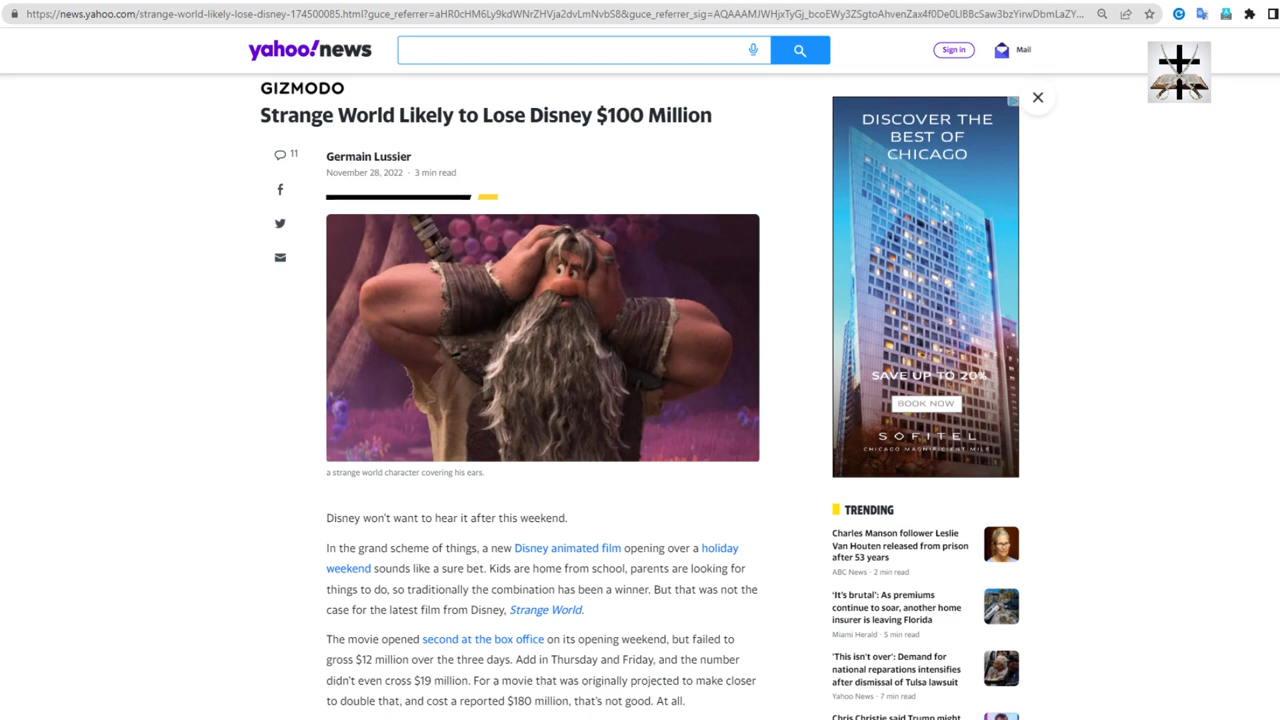 https://news.yahoo.com/strange-world-likely-lose-disney-174500085.html?guce_referrer=
yahoo!news
Sign in
Mail
GIZMODO
Strange World Likely to Lose Disney $100 Million
11
Germain Lussier
November 28, 2022 · 3 min read
a strange world character covering his ears.
Disney won't want to hear it after this weekend.
In the grand scheme of things, a new Disney animated film opening over a holiday
weekend sounds like a sure bet. Kids are home from school, parents are looking for
things to do, so traditionally the combination has been a winner. But that was not the
case for the latest film from Disney, Strange World.
The movie opened second at the box office on its opening weekend, but failed to
gross $12 million over the three days. Add in Thursday and Friday, and the number
didn't even cross $19 million. For a movie that was originally projected to make closer
to double that, and cost a reported $180 million, that's not good. At all.
DISCOVER THE
BEST OF
CHICAGO
SAVE UP TO 20%
BOOK NOW
SOFITEL
CHICAGO MAGNIFICENT MILE
TRENDING
Charles Manson follower Leslie
Van Houten released from prison
after 53 years
ABC News · 2 min read
'It's brutal': As premiums
continue to soar, another home
insurer is leaving Florida
Miami Herald · 5 min read
'This isn't over': Demand for
national reparations intensifies
after dismissal of Tulsa lawsuit
Yahoo News · 7 min read
Chris Christie said Trump might